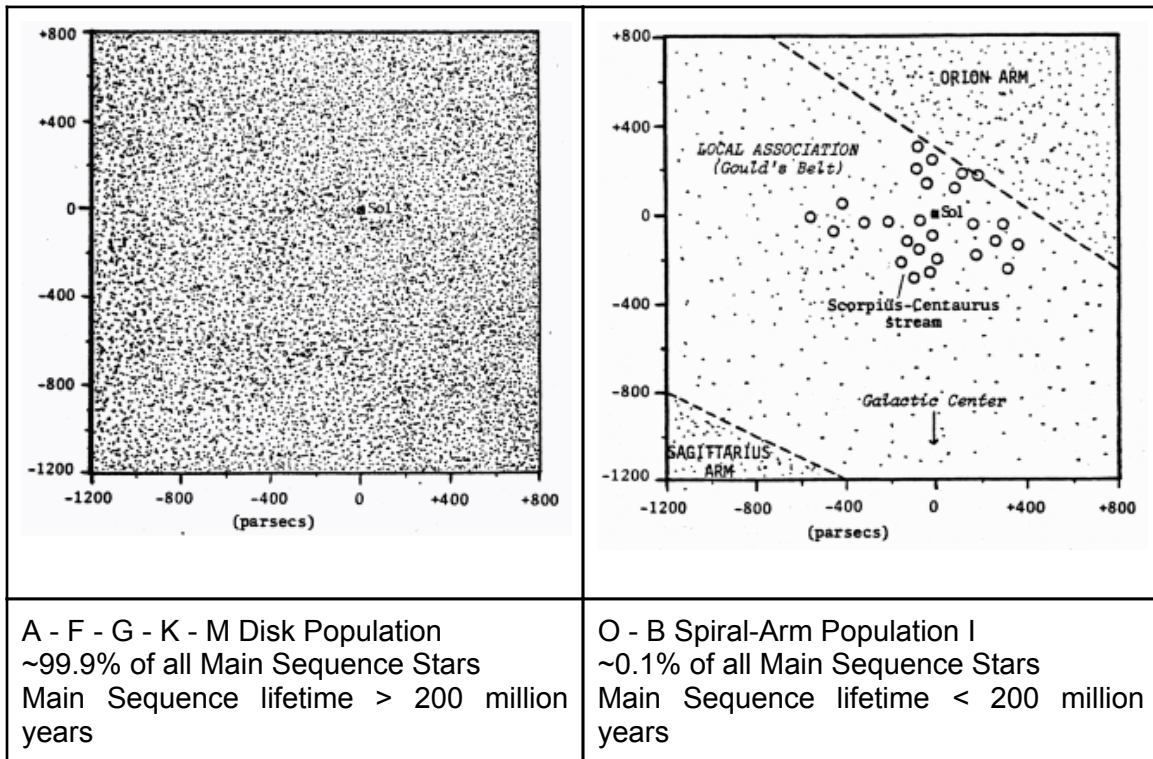 +800
+400
0
-400
-800
-1200
-1200 -800 -400 0 +400 +800
(parsecs)
Sol
+800
+400
0
-400
-800
-1200
ORION ARM
LOCAL ASSOCIATION
(Gould's Belt)
Sol
Scorpius-Centaurus
stream
Galactic Center
SAGITTARIUS
ARM
-1200 -800 -400 0 +400 +800
(parsecs)
A - F - G - K - M Disk Population
~99.9% of all Main Sequence Stars
Main Sequence lifetime > 200 million
years
O - B Spiral-Arm Population I
~0.1% of all Main Sequence Stars
Main Sequence lifetime < 200 million
years